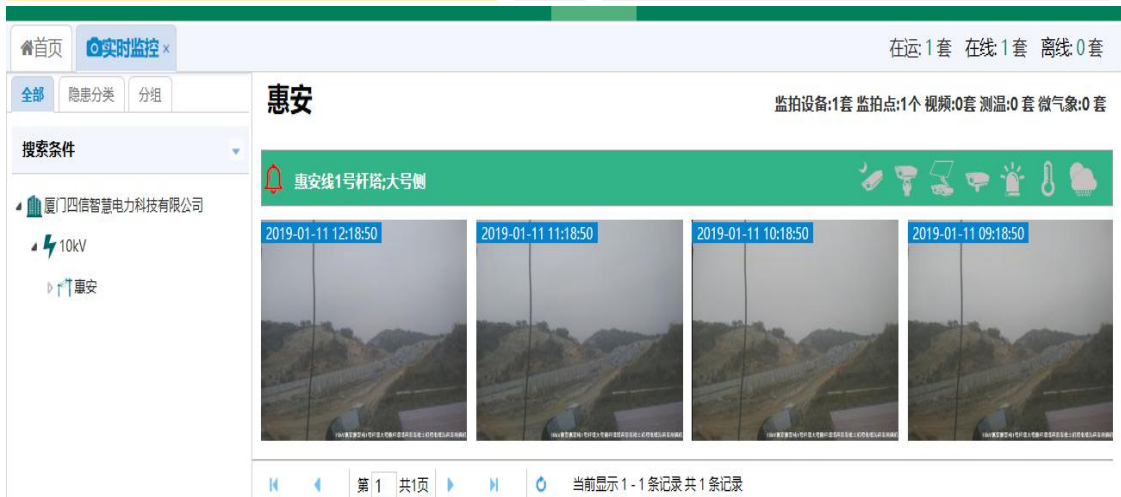 首页 实时监控 ×
在运:1套 在线:1套 离线:0套
全部 隐患分类 分组
搜索条件
厦门四信智慧电力科技有限公司
10kV
惠安
惠安
监拍设备:1套 监拍点:1个 视频:0套 测温:0 套 微气象:0 套
惠安线1号杆塔;大号侧
2019-01-11 12:18:50
2019-01-11 11:18:50
2019-01-11 10:18:50
2019-01-11 09:18:50
第 1 共1页
当前显示 1 - 1 条记录 共 1 条记录